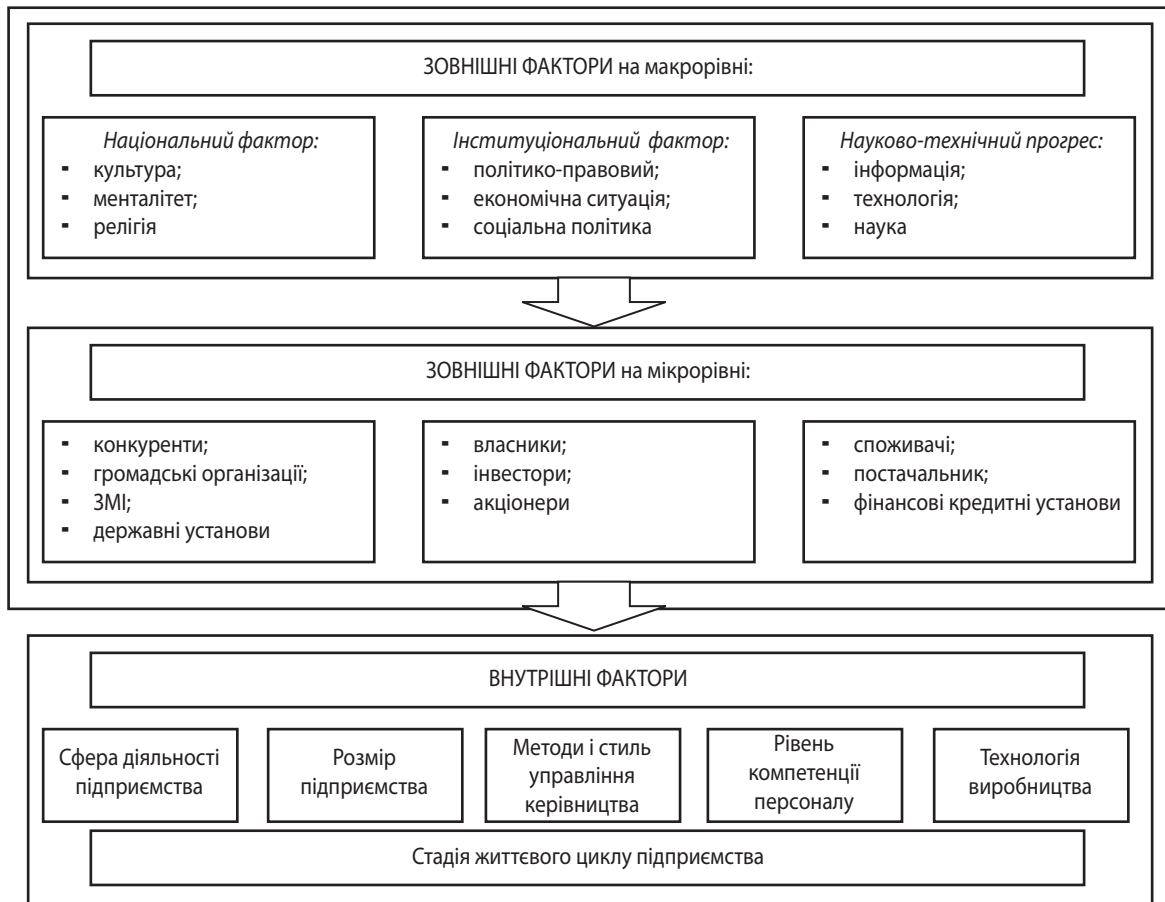 ЗОВНІШНІ ФАКТОРИ на макрорівні:
Національний фактор:
- культура;
- менталітет;
- релігія
Інституціональний фактор:
- політико-правовий;
- економічна ситуація;
- соціальна політика
Науково-технічний прогрес:
- інформація;
- технологія;
- наука
ЗОВНІШНІ ФАКТОРИ на мікрорівні:
- конкуренти;
- громадські організації;
- ЗМІ;
- державні установи
- власники;
- інвестори;
- акціонери
- споживачі;
- постачальник;
- фінансові кредитні установи
ВНУТРІШНІ ФАКТОРИ
Сфера діяльності
підприємства
Розмір
підприємства
Методи і стиль
управління
керівництва
Рівень
компетенції
персоналу
Технологія
виробництва
Стадія життєвого циклу підприємства